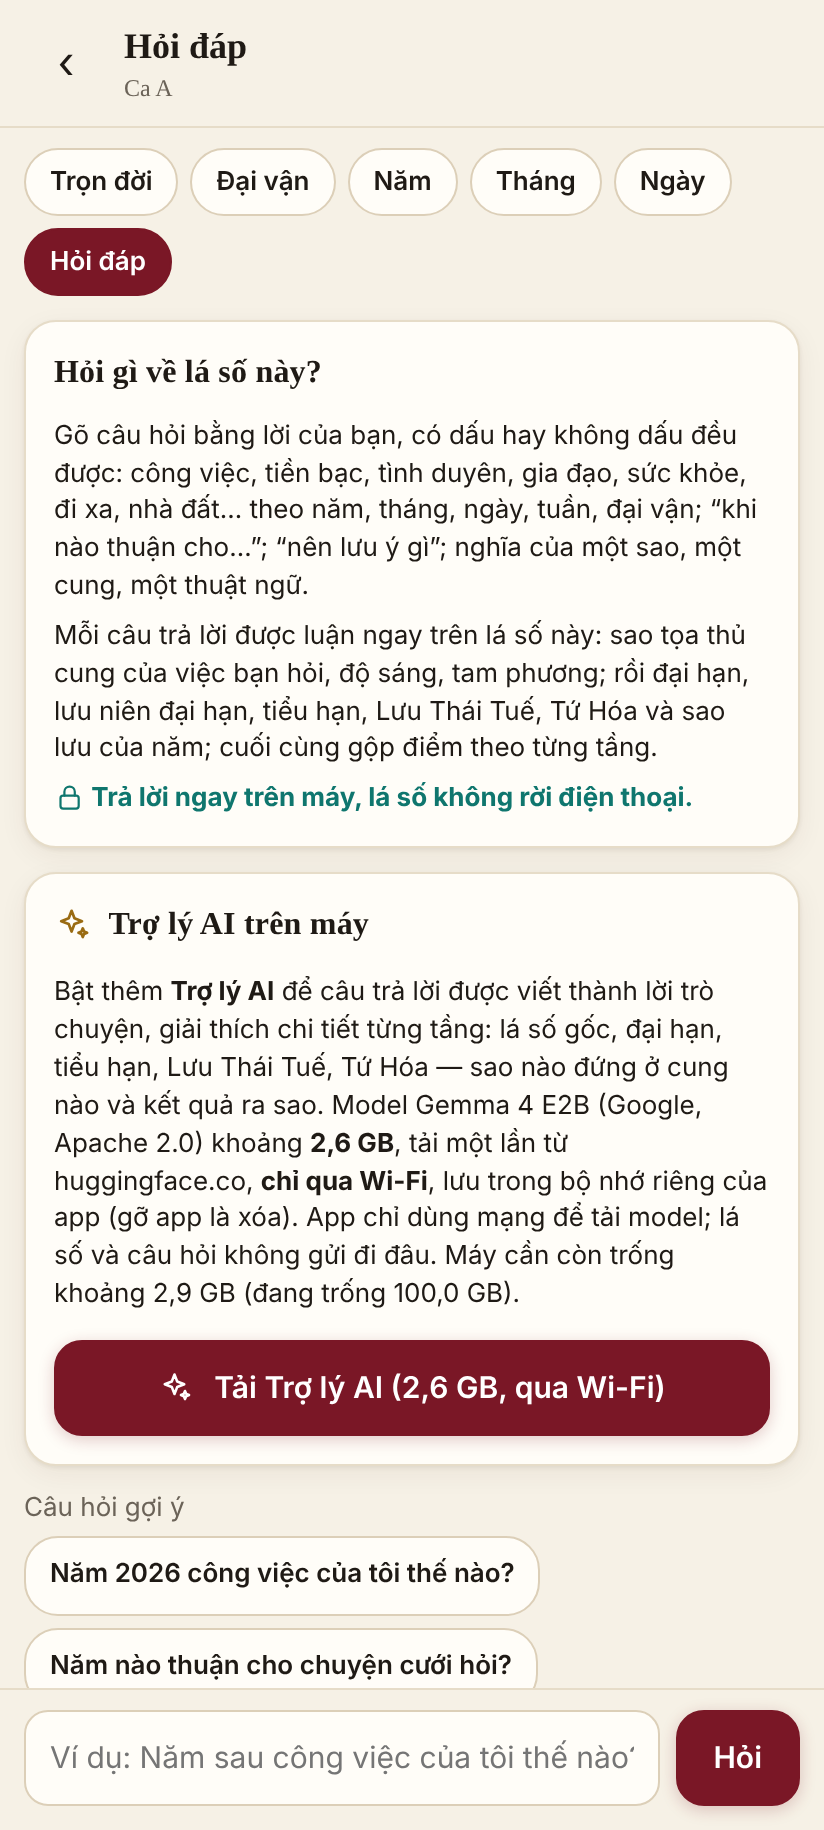 Hỏi đáp
Ca A
Trọn đời
Đại vận
Năm
Tháng
Ngày
Hỏi đáp
Hỏi gì về lá số này?
Gõ câu hỏi bằng lời của bạn, có dấu hay không dấu đều
được: công việc, tiền bạc, tình duyên, gia đạo, sức khỏe,
đi xa, nhà đất... theo năm, tháng, ngày, tuần, đại vận; “khi
nào thuận cho...”; “nên lưu ý gì”; nghĩa của một sao, một
cung, một thuật ngữ.
Mỗi câu trả lời được luận ngay trên lá số này: sao tọa thủ
cung của việc bạn hỏi, độ sáng, tam phương; rồi đại hạn,
lưu niên đại hạn, tiểu hạn, Lưu Thái Tuế, Tứ Hóa và sao
lưu của năm; cuối cùng gộp điểm theo từng tầng.
Trả lời ngay trên máy, lá số không rời điện thoại.
Trợ lý AI trên máy
Bật thêm Trợ lý AI để câu trả lời được viết thành lời trò
chuyện, giải thích chi tiết từng tầng: lá số gốc, đại hạn,
tiểu hạn, Lưu Thái Tuế, Tứ Hóa — sao nào đứng ở cung
nào và kết quả ra sao. Model Gemma 4 E2B (Google,
Apache 2.0) khoảng 2,6 GB, tải một lần từ
huggingface.co, chỉ qua Wi-Fi, lưu trong bộ nhớ riêng của
app (gỡ app là xóa). App chỉ dùng mạng để tải model; lá
số và câu hỏi không gửi đi đâu. Máy cần còn trống
khoảng 2,9 GB (đang trống 100,0 GB).
Tải Trợ lý AI (2,6 GB, qua Wi-Fi)
Câu hỏi gợi ý
Năm 2026 công việc của tôi thế nào?
Năm nào thuận cho chuyện cưới hỏi?
Ví dụ: Năm sau công việc của tôi thế nào?
Hỏi